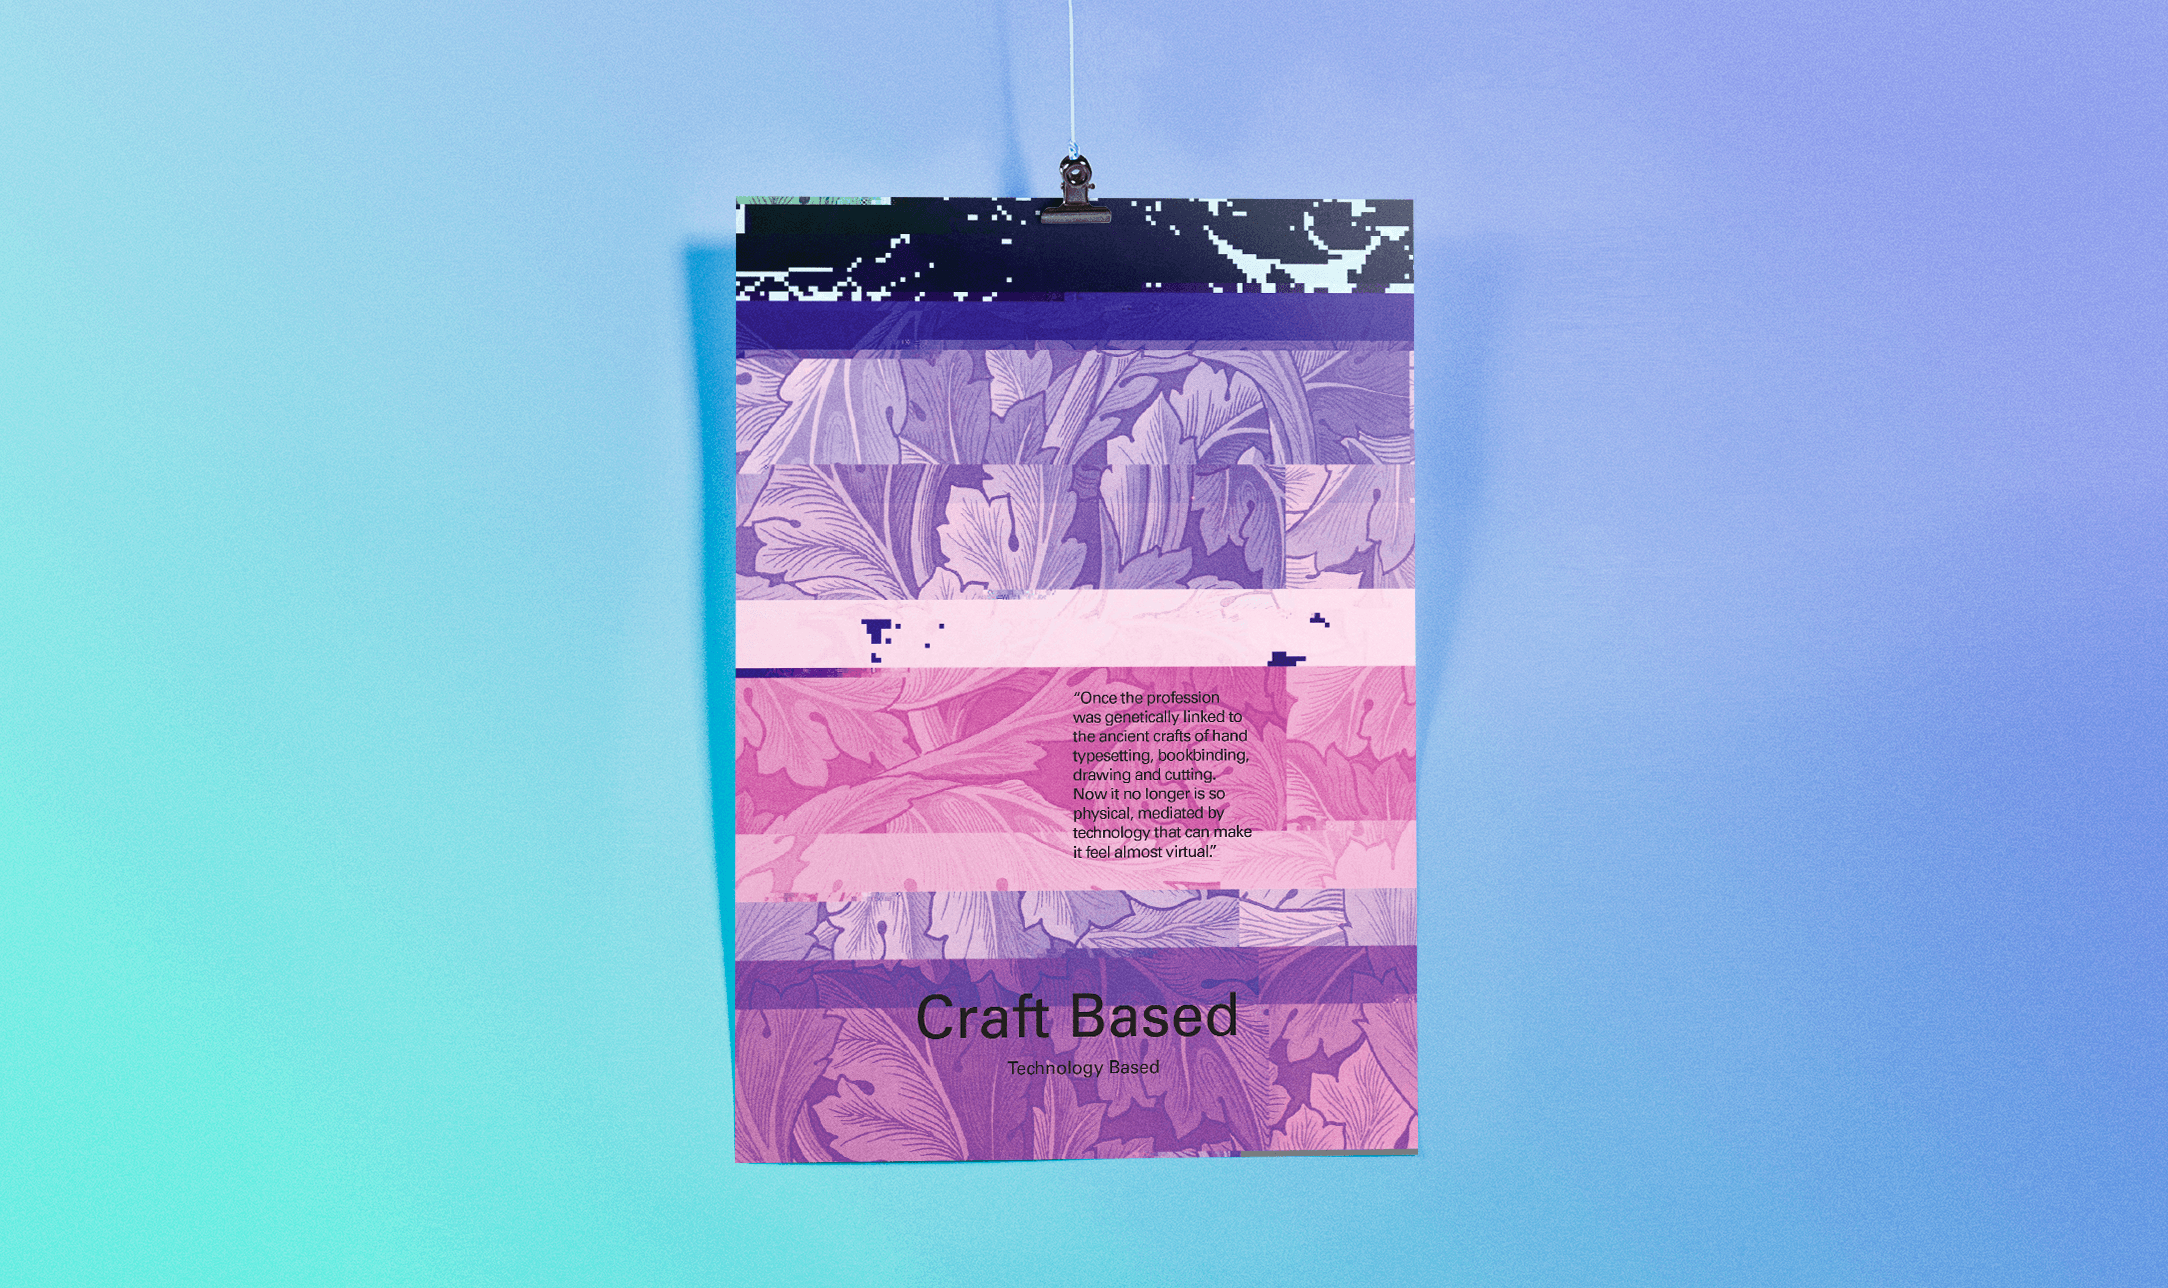 “Once the profession
was genetically linked to
the ancient crafts of hand
typesetting, bookbinding,
drawing and cutting.
Now it no longer is so
physical, mediated by
technology that can make
it feel almost virtual.”
Craft Based
Technology Based